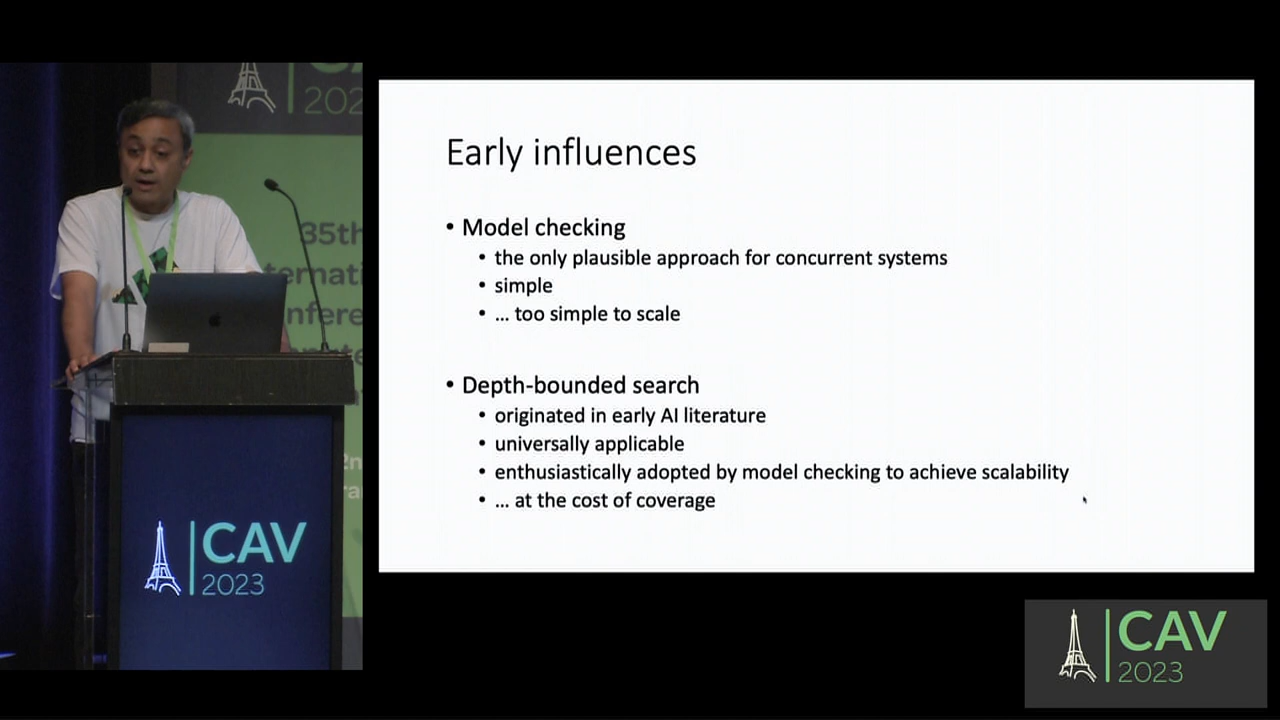 202
35th
nfere
Early influences
• Model checking
• the only plausible approach for concurrent systems
• simple
• ... too simple to scale
• Depth-bounded search
• originated in early AI literature
• universally applicable
• enthusiastically adopted by model checking to achieve scalability
• ... at the cost of coverage
CAV
2023
CAV
2023